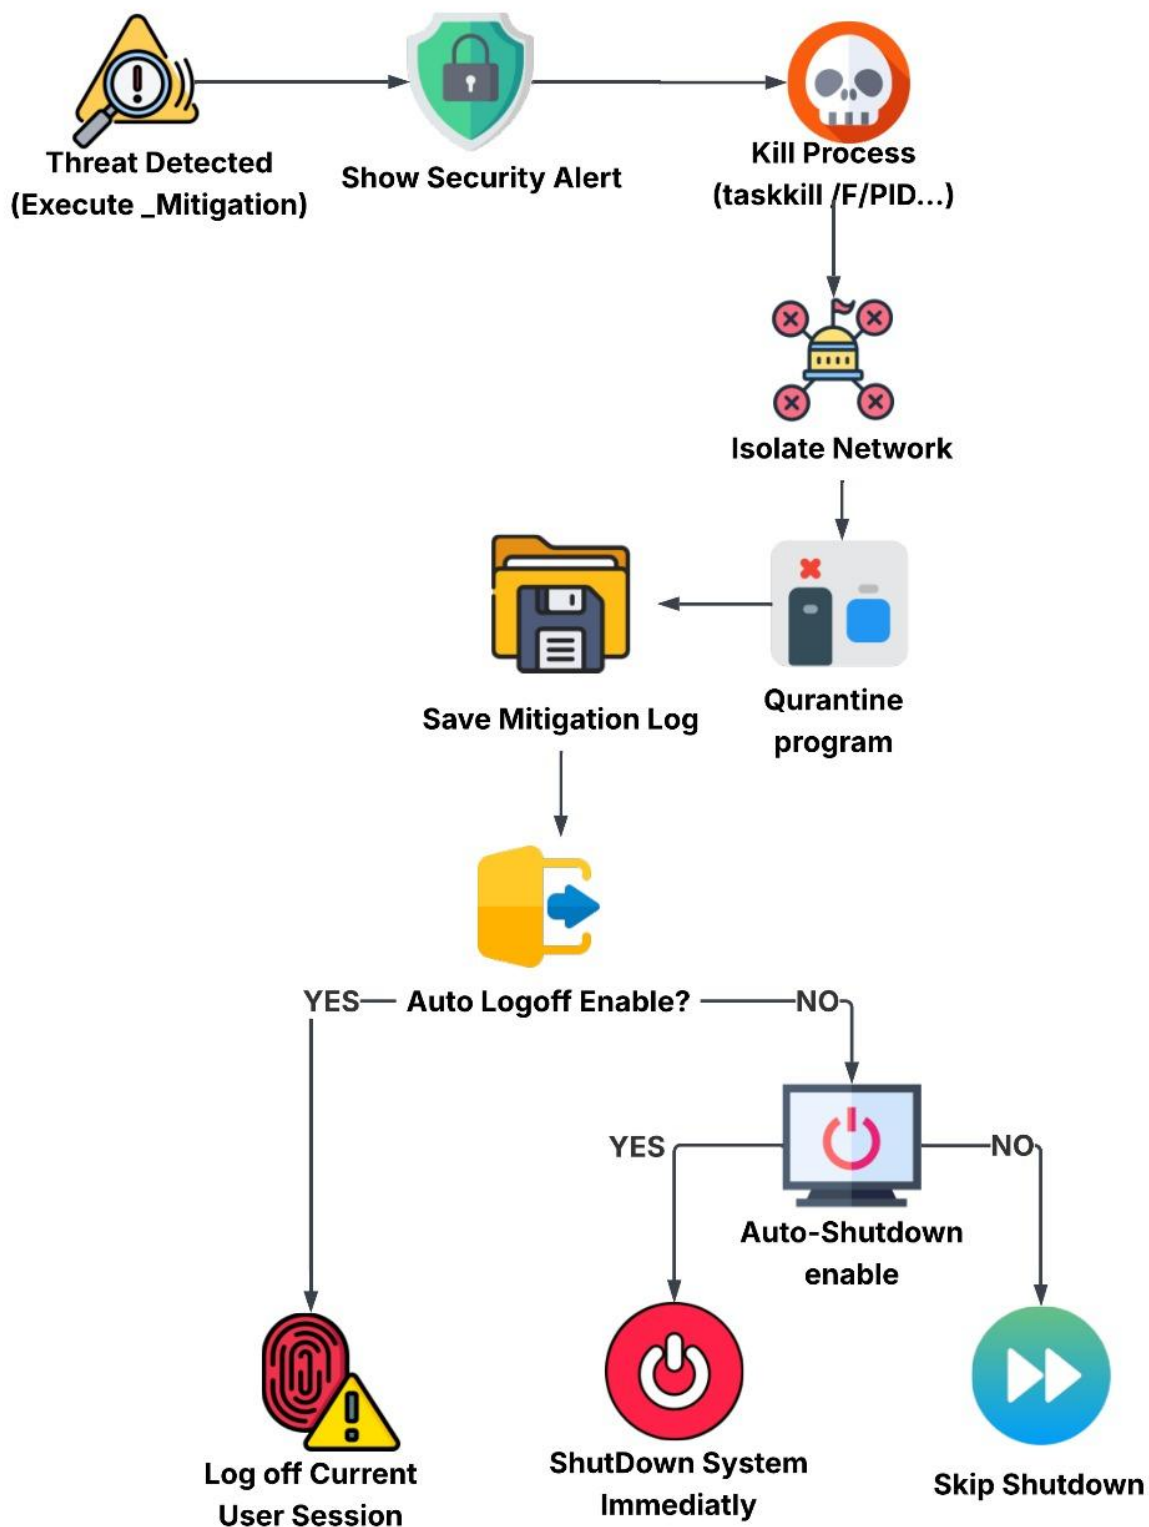 Threat Detected
(Execute _Mitigation)
Show Security Alert
Kill Process
(taskkill /F/PID...)
Isolate Network
Qurantine
program
Save Mitigation Log
YES
Auto Logoff Enable?
NO
YES
NO
Auto-Shutdown
enable
Log off Current
User Session
ShutDown System
Immediatly
Skip Shutdown